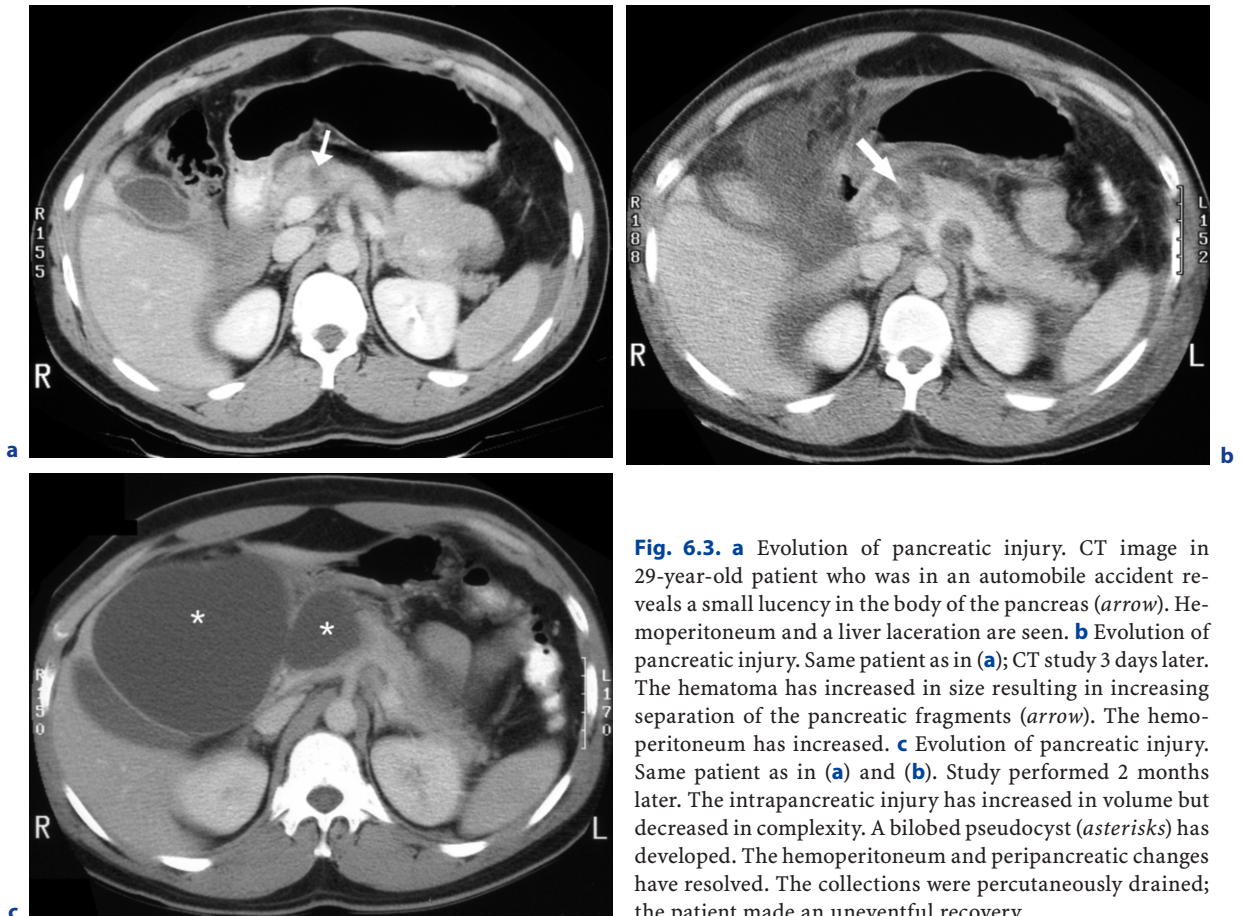 R
1
5
5
R
a
R
1
8
8
L
1
5
2
R
L
b
*
*
R
1
5
0
L
1
7
0
R
L
c
Fig. 6.3. a Evolution of pancreatic injury. CT image in
29-year-old patient who was in an automobile accident re-
veals a small lucency in the body of the pancreas (arrow). He-
moperitoneum and a liver laceration are seen. b Evolution of
pancreatic injury. Same patient as in (a); CT study 3 days later.
The hematoma has increased in size resulting in increasing
separation of the pancreatic fragments (arrow). The hemo-
peritoneum has increased. c Evolution of pancreatic injury.
Same patient as in (a) and (b). Study performed 2 months
later. The intrapancreatic injury has increased in volume but
decreased in complexity. A bilobed pseudocyst (asterisks) has
developed. The hemoperitoneum and peripancreatic changes
have resolved. The collections were percutaneously drained;
the patient made an uneventful recovery